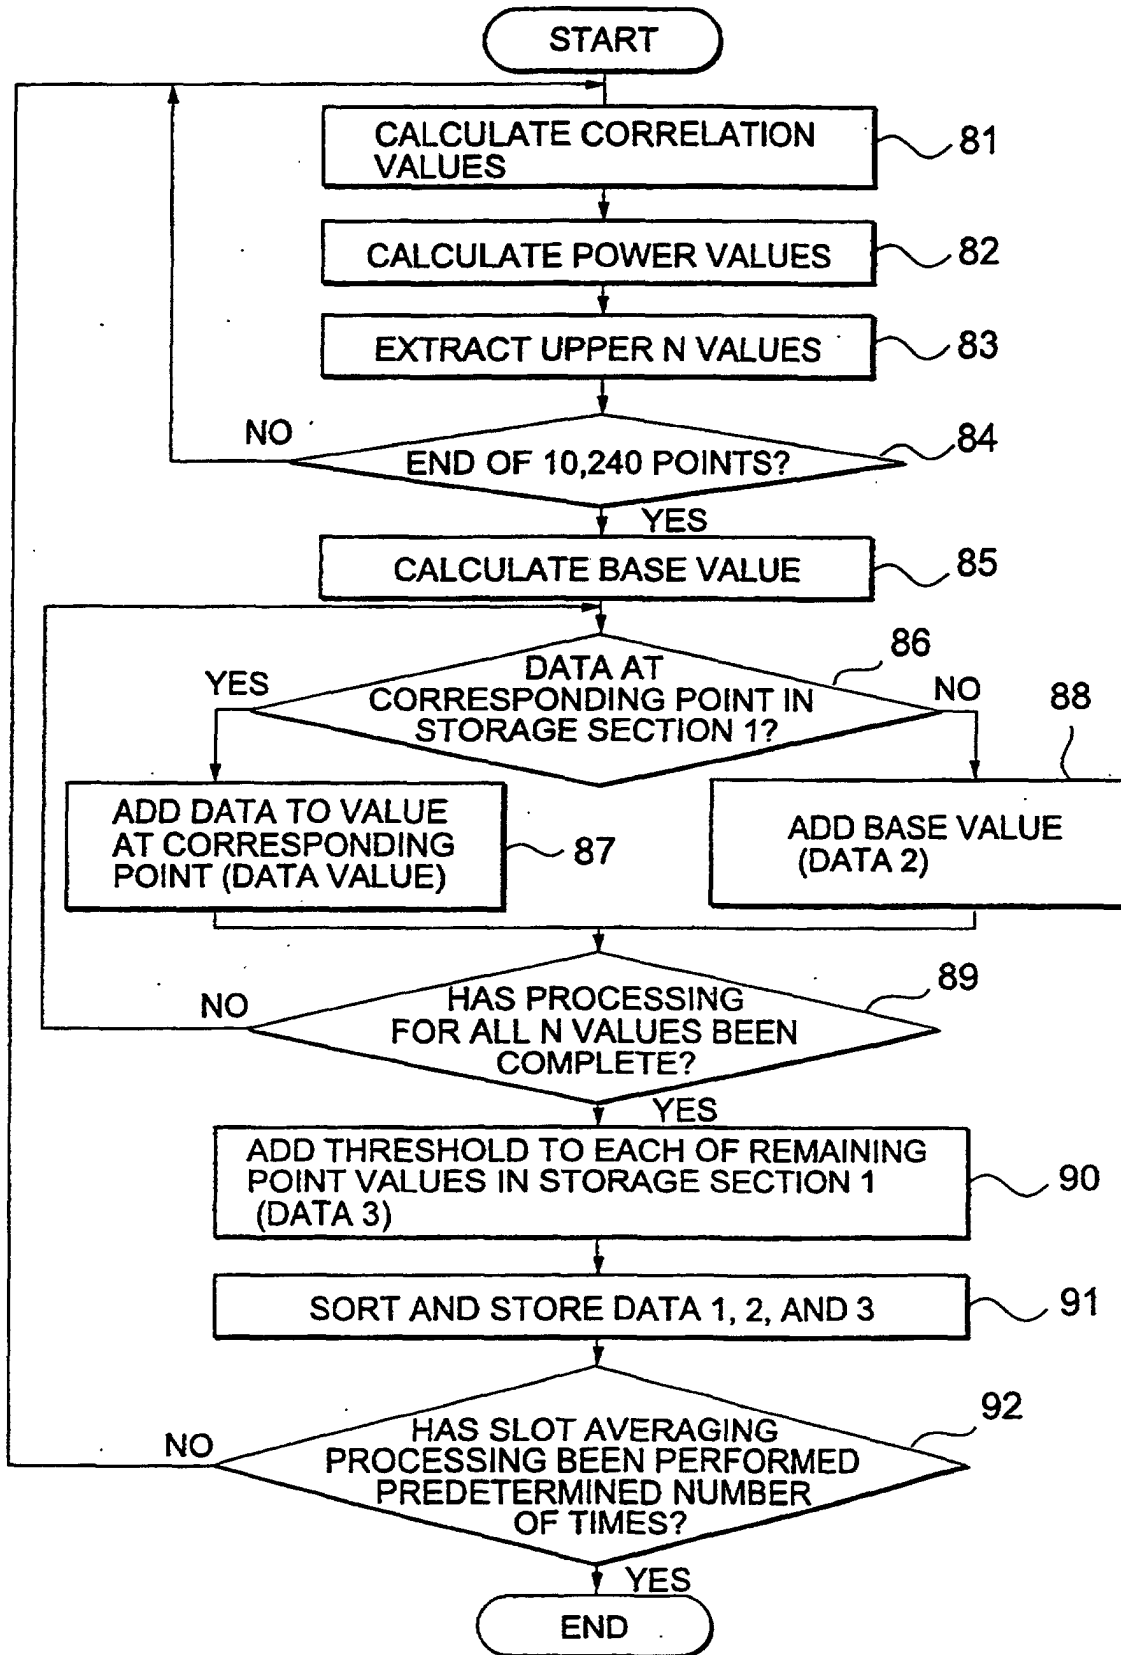 START
CALCULATE CORRELATION
VALUES
81
CALCULATE POWER VALUES
82
EXTRACT UPPER N VALUES
83
NO
84
END OF 10,240 POINTS?
YES
CALCULATE BASE VALUE
85
86
DATA AT
CORRESPONDING POINT IN
STORAGE SECTION 1?
YES
NO
88
ADD DATA TO VALUE
AT CORRESPONDING
POINT (DATA VALUE)
87
ADD BASE VALUE
(DATA 2)
89
HAS PROCESSING
FOR ALL N VALUES BEEN
COMPLETE?
NO
YES
ADD THRESHOLD TO EACH OF REMAINING
POINT VALUES IN STORAGE SECTION 1
(DATA 3)
90
SORT AND STORE DATA 1, 2, AND 3
91
92
HAS SLOT AVERAGING
PROCESSING BEEN PERFORMED
PREDETERMINED NUMBER
OF TIMES?
NO
YES
END